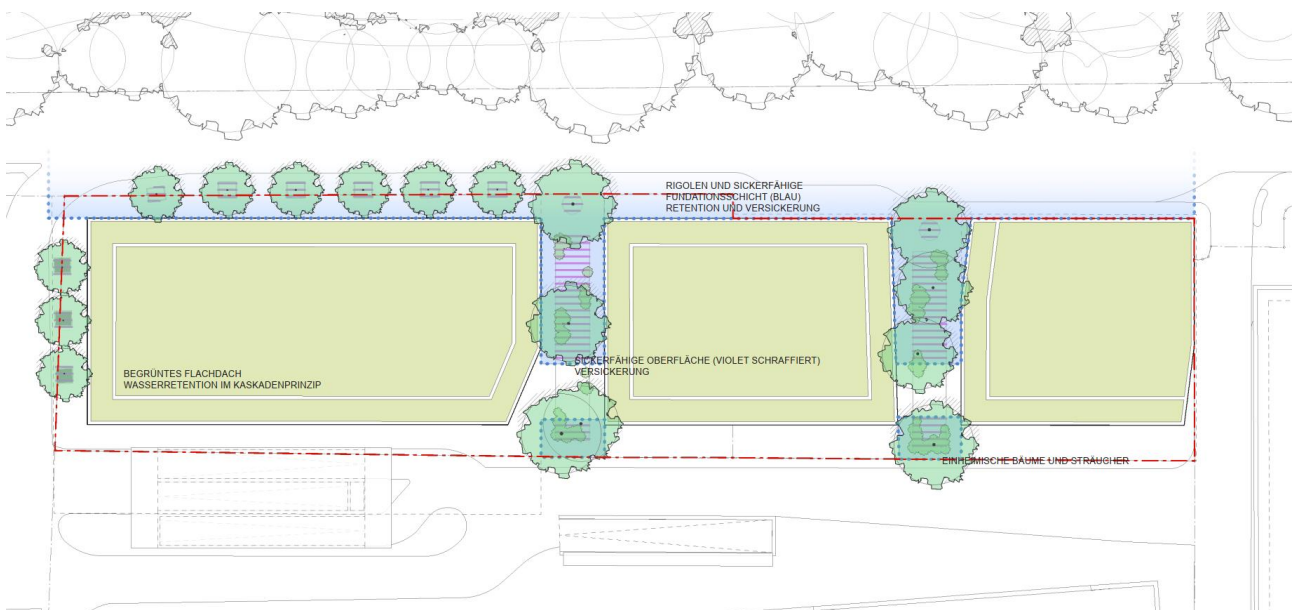 RIGOLEN UND SICKERFÄHIGE
FUNDATIONSSCHICHT (BLAU)
RETENTION UND VERSICKERUNG
SICKERFÄHIGE OBERFLÄCHE (VIOLET SCHRAFFIERT)
VERSICKERUNG
BEGRÜNTES FLACHDACH
WASSERRETENTION IM KASKADENPRINZIP
EINHEIMISCHE BÄUME UND STRÄUCHER